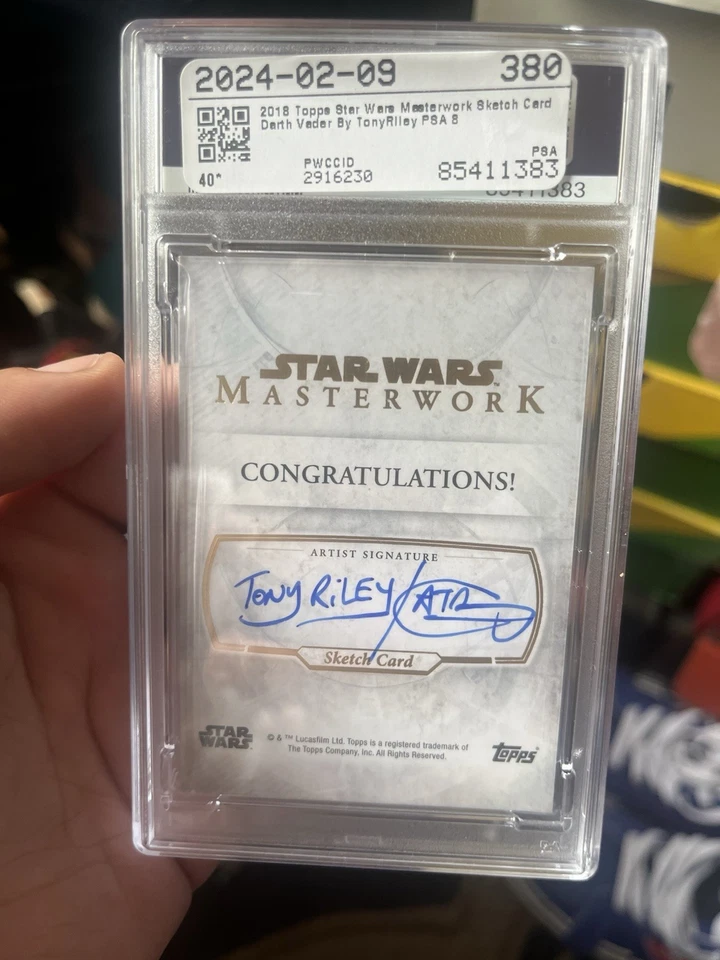 2024-02-09 380
2018 Topps Star Wars Masterwork Sketch Card
Darth Vader By TonyRiley PSA 8
PWCCID PSA
40* 2916230 85411383
85411383
STAR WARS
MASTERWORK
CONGRATULATIONS!
ARTIST SIGNATURE
TONY RILEY/ATR
Sketch Card
STAR WARS
© & ™ Lucasfilm Ltd. Topps is a registered trademark of
The Topps Company, Inc. All Rights Reserved.
topps